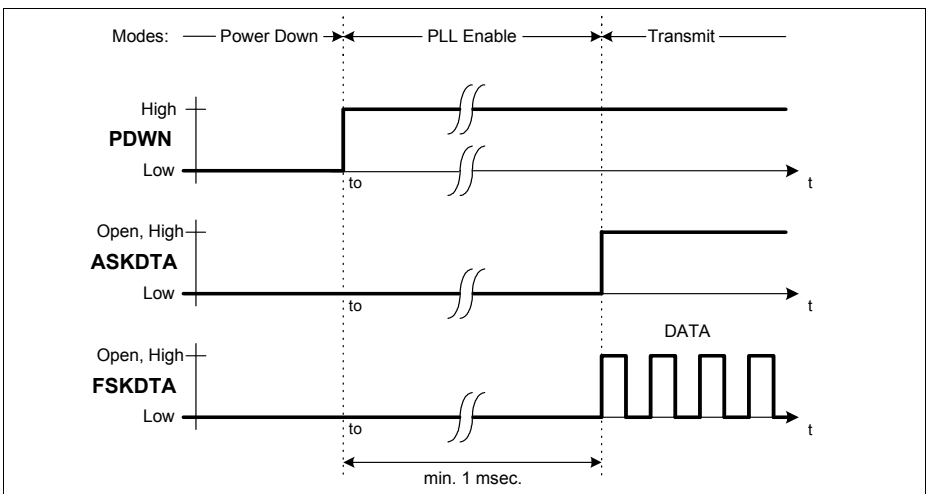 Modes: Power Down PLL Enable Transmit
High
PDWN
Low
to
t
Open, High
ASKDTA
Low
to
t
DATA
Open, High
FSKDTA
Low
to
t
min. 1 msec.